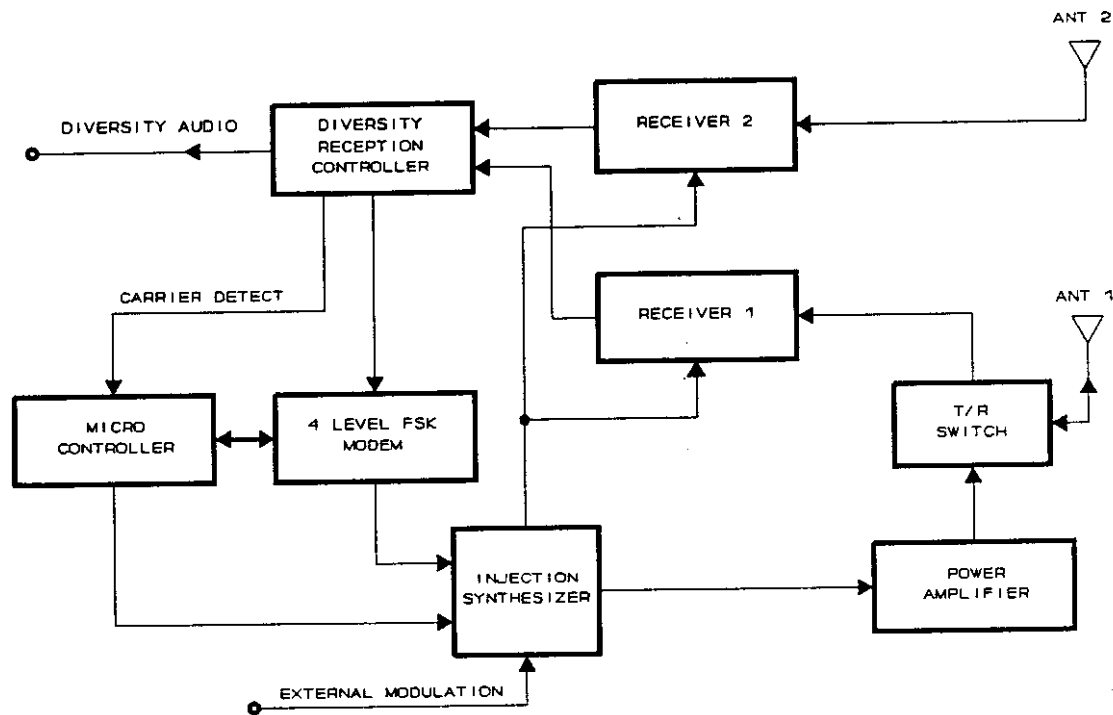 ANT 2
DIVERSITY AUDIO
DIVERSITY
RECEPTION
CONTROLLER
RECEIVER 2
CARRIER DETECT
RECEIVER 1
ANT 1
MICRO
CONTROLLER
4 LEVEL FSK
MODEM
T/R
SWITCH
INJECTION
SYNTHESIZER
POWER
AMPLIFIER
EXTERNAL MODULATION